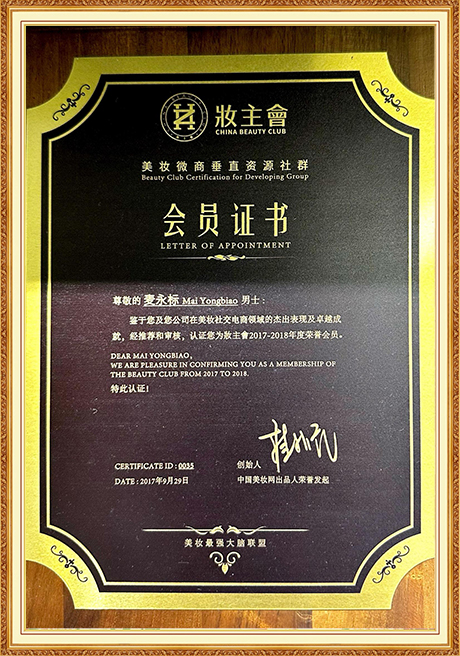 妝主會
CHINA BEAUTY CLUB
美妆微商垂直资源社群
Beauty Club Certification for Developing Group
会员证书
LETTER OF APPOINTMENT
尊敬的 麦永标 Mai Yongbiao 男士：
鉴于您及您公司在美妆社交电商领域的杰出表现及卓越成
就，经推荐和审核，认证您为妝主會2017-2018年度荣誉会员。
DEAR MAI YONGBIAO,
WE ARE PLEASURE IN CONFIRMING YOU AS A MEMBERSHIP OF
THE BEAUTY CLUB FROM 2017 TO 2018.
特此认证！
CERTIFICATE ID : 0055
创始人
DATE : 2017年9月29日
中国美妆网出品人荣誉发起
美妆最强大脑联盟